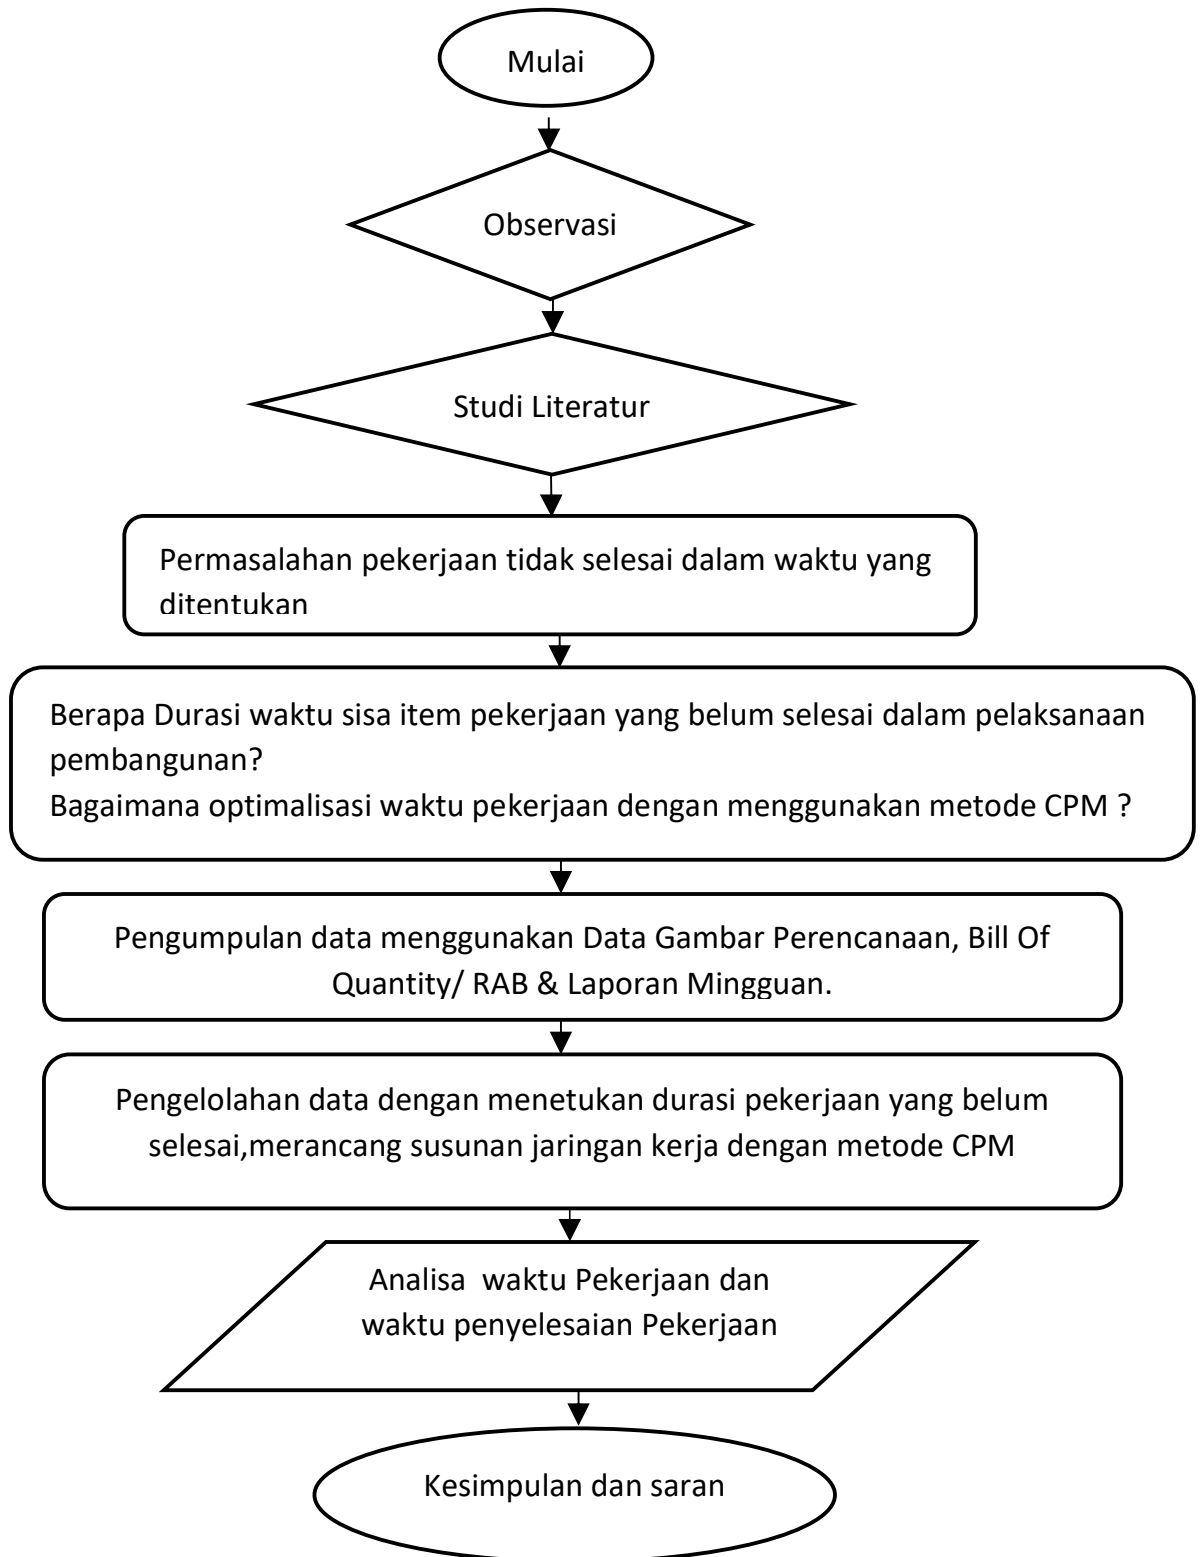 Mulai
Observasi
Studi Literatur
Permasalahan pekerjaan tidak selesai dalam waktu yang
ditentukan
Berapa Durasi waktu sisa item pekerjaan yang belum selesai dalam pelaksanaan
pembangunan?
Bagaimana optimalisasi waktu pekerjaan dengan menggunakan metode CPM ?
Pengumpulan data menggunakan Data Gambar Perencanaan, Bill Of
Quantity/ RAB & Laporan Mingguan.
Pengelolahan data dengan menetukan durasi pekerjaan yang belum
selesai,merancang susunan jaringan kerja dengan metode CPM
Analisa  waktu Pekerjaan dan
waktu penyelesaian Pekerjaan
Kesimpulan dan saran